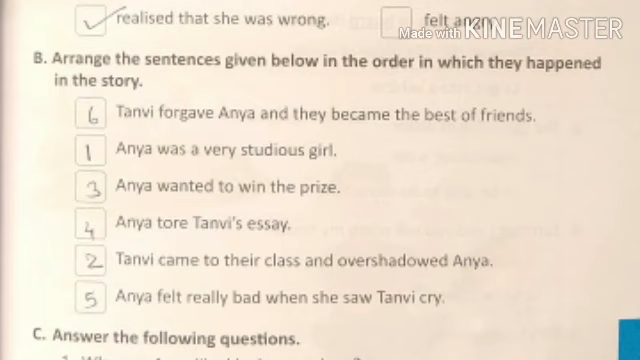 realised that she was wrong. felt angry.
Made with KINEMASTER
B. Arrange the sentences given below in the order in which they happened
in the story.
6 Tanvi forgave Anya and they became the best of friends.
1 Anya was a very studious girl.
3 Anya wanted to win the prize.
4 Anya tore Tanvi's essay.
2 Tanvi came to their class and overshadowed Anya.
5 Anya felt really bad when she saw Tanvi cry.
C. Answer the following questions.